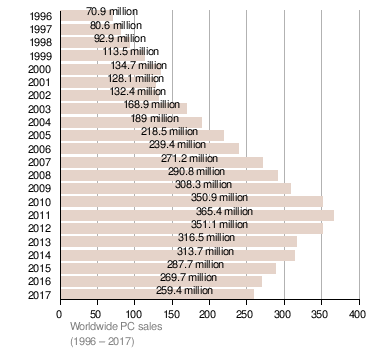 1996 70.9 million
1997 80.6 million
1998 92.9 million
1999 113.5 million
2000 134.7 million
2001 128.1 million
2002 132.4 million
2003 168.9 million
2004 189 million
2005 218.5 million
2006 239.4 million
2007 271.2 million
2008 290.8 million
2009 308.3 million
2010 350.9 million
2011 365.4 million
2012 351.1 million
2013 316.5 million
2014 313.7 million
2015 287.7 million
2016 269.7 million
2017 259.4 million
0 50 100 150 200 250 300 350 400
Worldwide PC sales
(1996 – 2017)